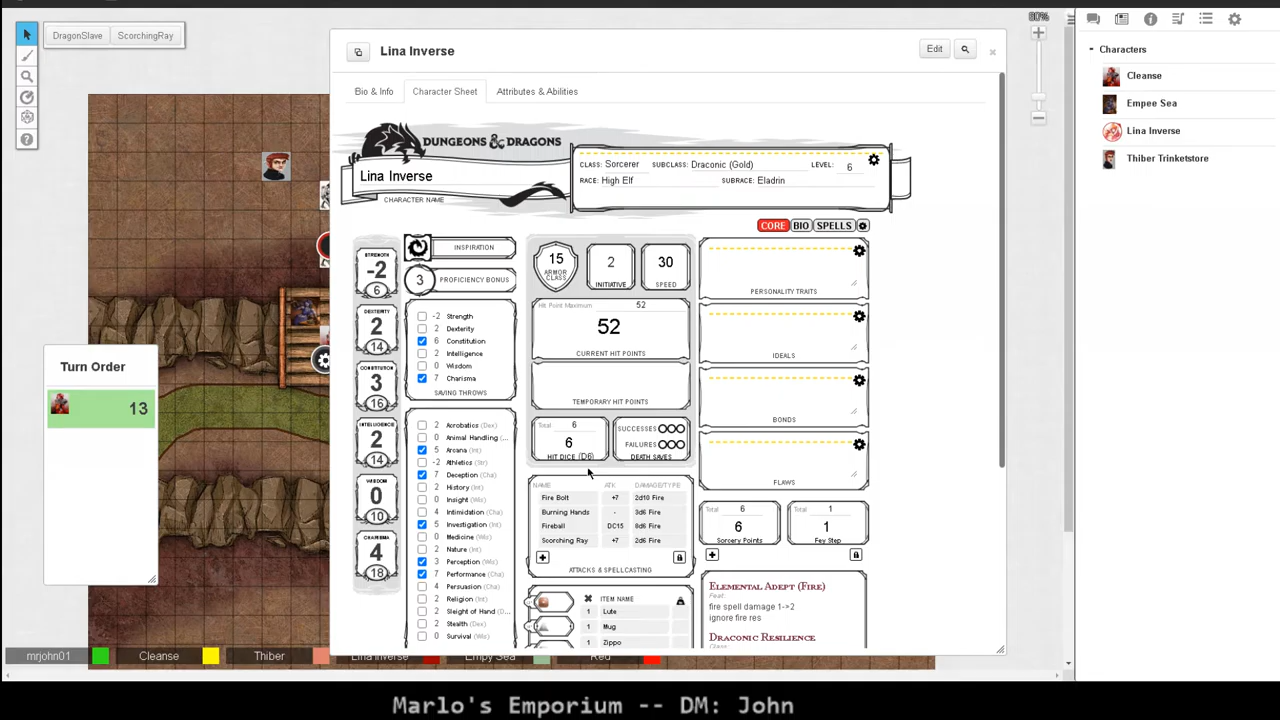 DragonSlave ScorchingRay
80%
Lina Inverse
Edit
Bio & Info Character Sheet Attributes & Abilities
DUNGEONS & DRAGONS
CLASS: Sorcerer SUBCLASS: Draconic (Gold) LEVEL: 6
RACE: High Elf SUBRACE: Eladrin
Lina Inverse
CHARACTER NAME
CORE BIO SPELLS
STRENGTH
-2
6
DEXTERITY
2
14
CONSTITUTION
3
16
INTELLIGENCE
2
14
WISDOM
0
10
CHARISMA
4
18
INSPIRATION
3 PROFICIENCY BONUS
-2 Strength
2 Dexterity
6 Constitution
2 Intelligence
0 Wisdom
7 Charisma
SAVING THROWS
2 Acrobatics (Dex)
0 Animal Handling (...
5 Arcana (Int)
-2 Athletics (Str)
7 Deception (Cha)
2 History (Int)
0 Insight (Wis)
4 Intimidation (Cha)
5 Investigation (Int)
0 Medicine (Wis)
2 Nature (Int)
3 Perception (Wis)
7 Performance (Cha)
4 Persuasion (Cha)
2 Religion (Int)
2 Sleight of Hand (D...
2 Stealth (Dex)
0 Survival (Wis)
15
ARMOR
CLASS
2
INITIATIVE
30
SPEED
Hit Point Maximum 52
52
CURRENT HIT POINTS
TEMPORARY HIT POINTS
Total 6
6
HIT DICE (D6)
SUCCESSES
FAILURES
DEATH SAVES
NAME ATK DAMAGE/TYPE
Fire Bolt +7 2d10 Fire
Burning Hands - 3d6 Fire
Fireball DC15 8d6 Fire
Scorching Ray +7 2d6 Fire
ATTACKS & SPELLCASTING
ITEM NAME
1 Lute
1 Mug
1 Zippo
PERSONALITY TRAITS
IDEALS
BONDS
FLAWS
Total 6
6
Sorcery Points
Total 1
1
Fey Step
ELEMENTAL ADEPT (FIRE)
Feat:
fire spell damage 1->2
ignore fire res
DRACONIC RESILIENCE
Turn Order
13
mrjohn01 Cleanse Thiber Lina Inverse Empy Sea Red
Characters
Cleanse
Empee Sea
Lina Inverse
Thiber Trinketstore
Marlo's Emporium -- DM: John